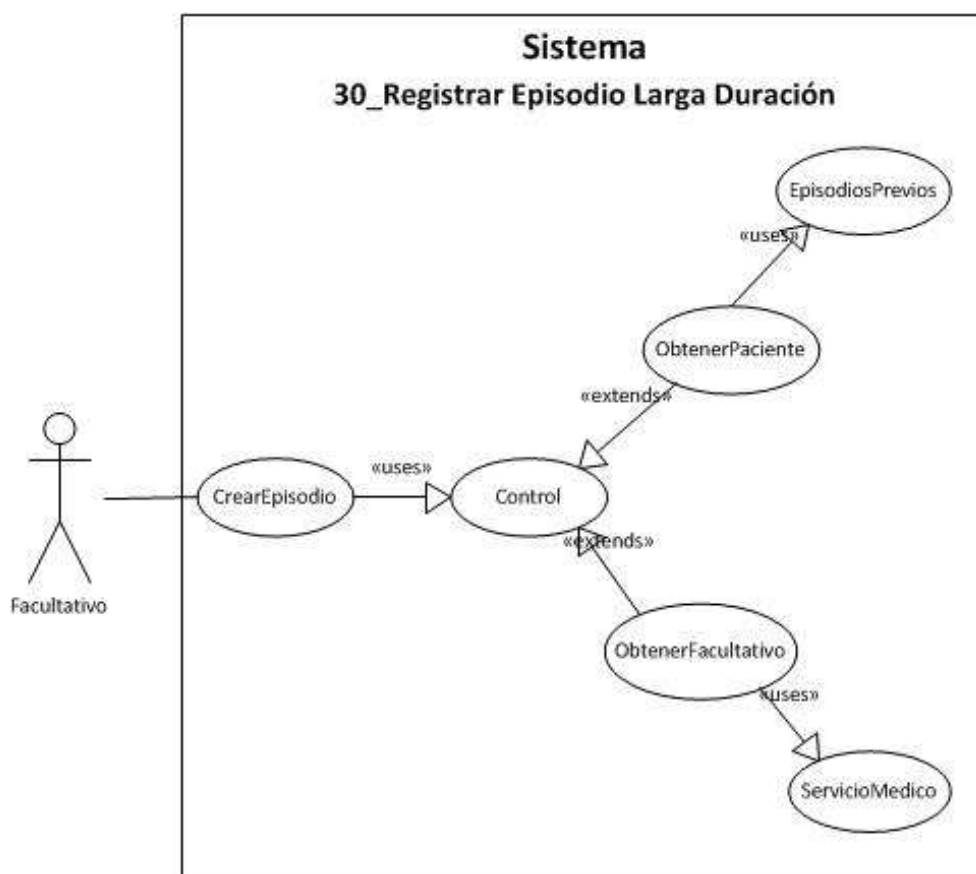 Sistema
30_Registrar Episodio Larga Duración
EpisodiosPrevios
«uses»
ObtenerPaciente
«extends»
«uses»
CrearEpisodio
Control
«extends»
Facultativo
ObtenerFacultativo
«uses»
ServicioMedico